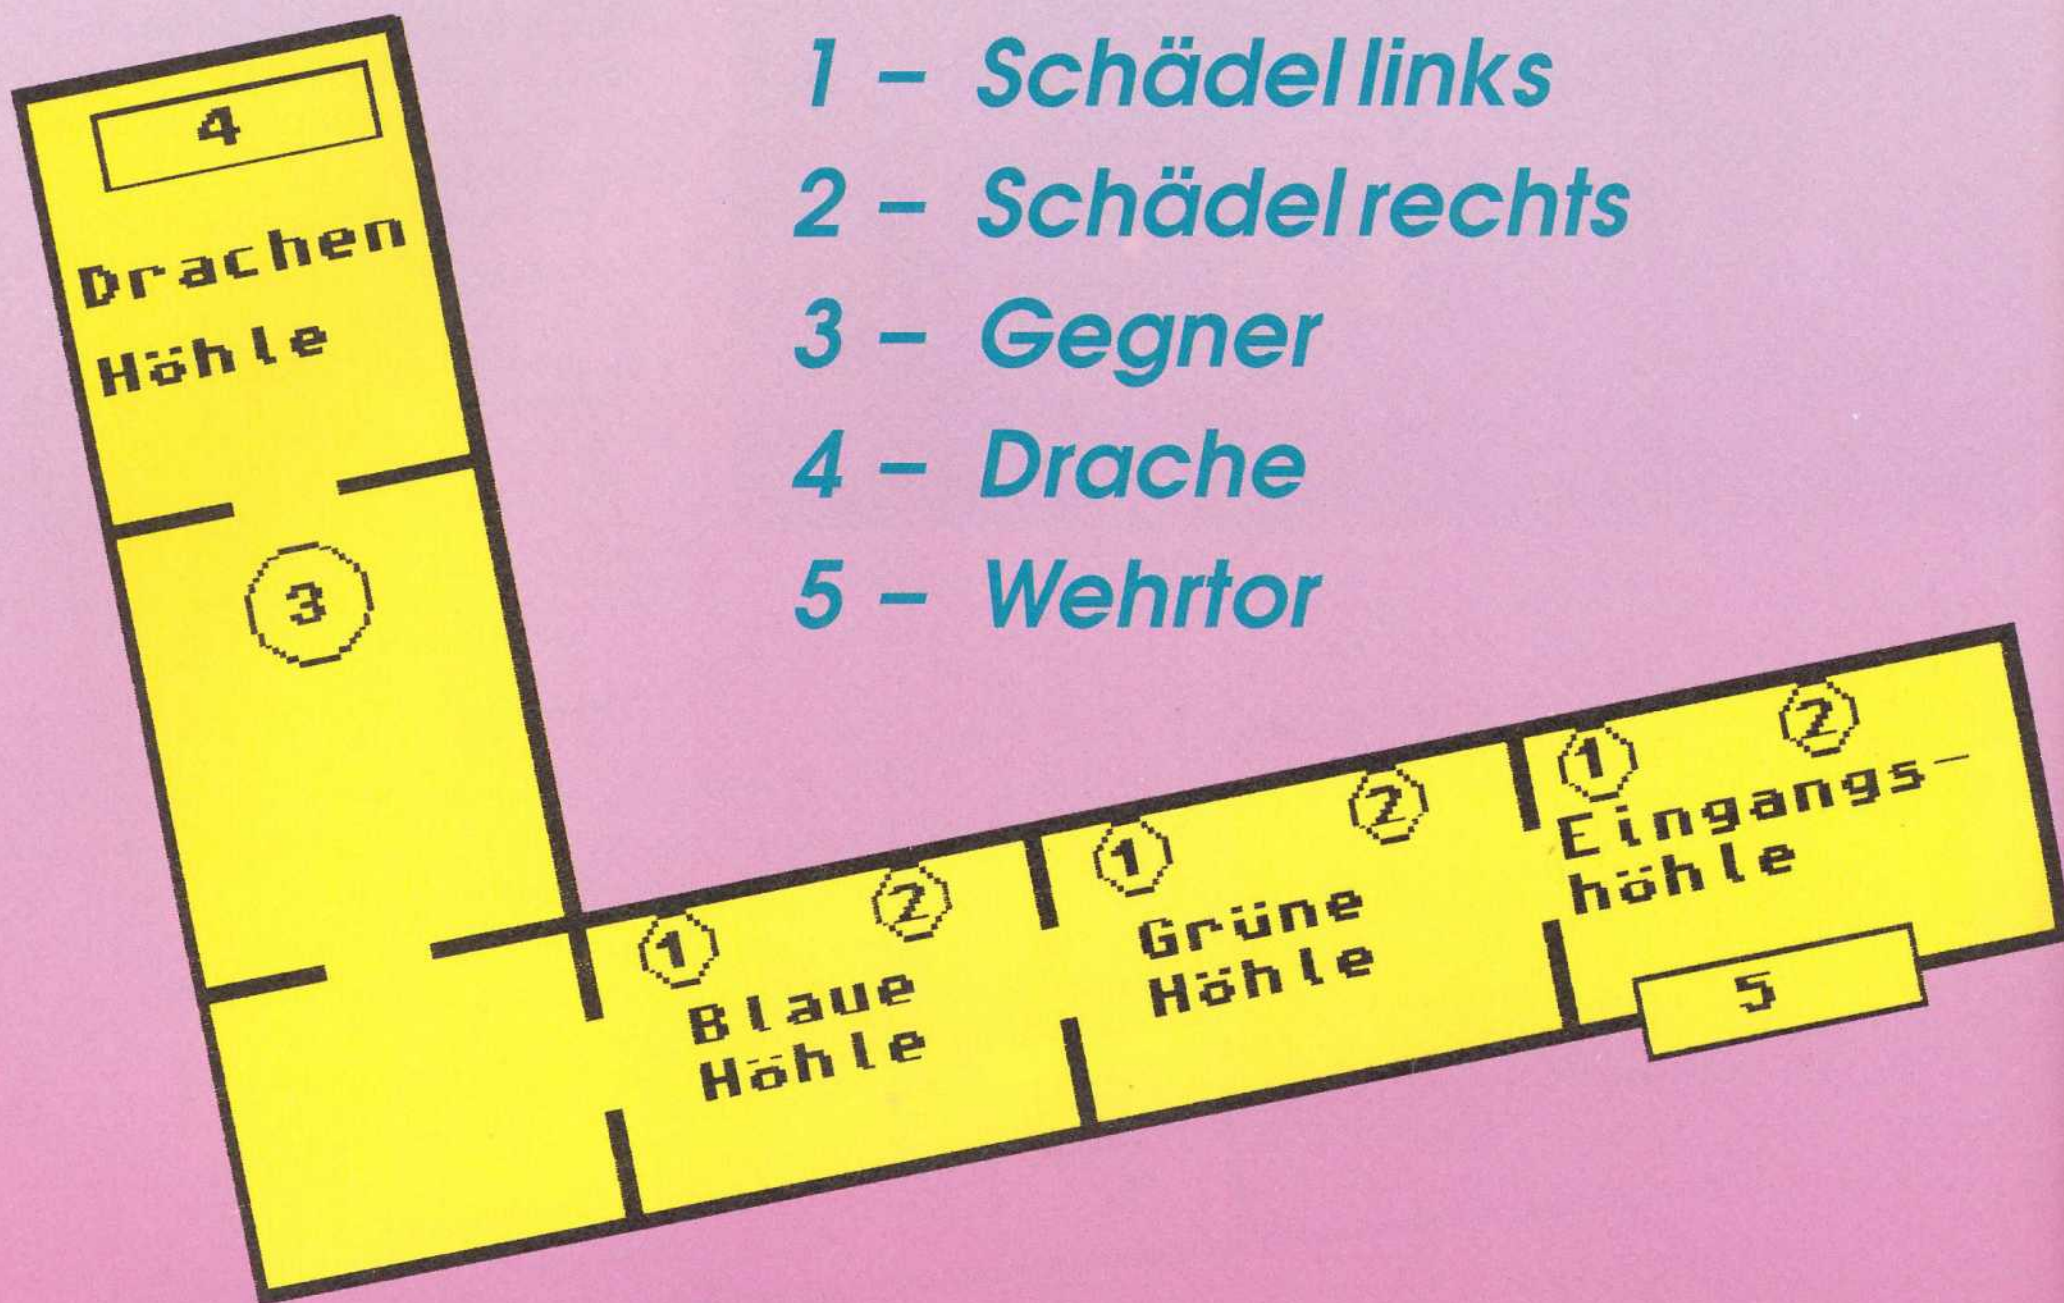 1 – Schädel links
2 – Schädel rechts
3 – Gegner
4 – Drache
5 – Wehrtor
4
Drachen
Höhle
3
1 2
Blaue
Höhle
1 2
Grüne
Höhle
1 2
Eingangs-
höhle
5